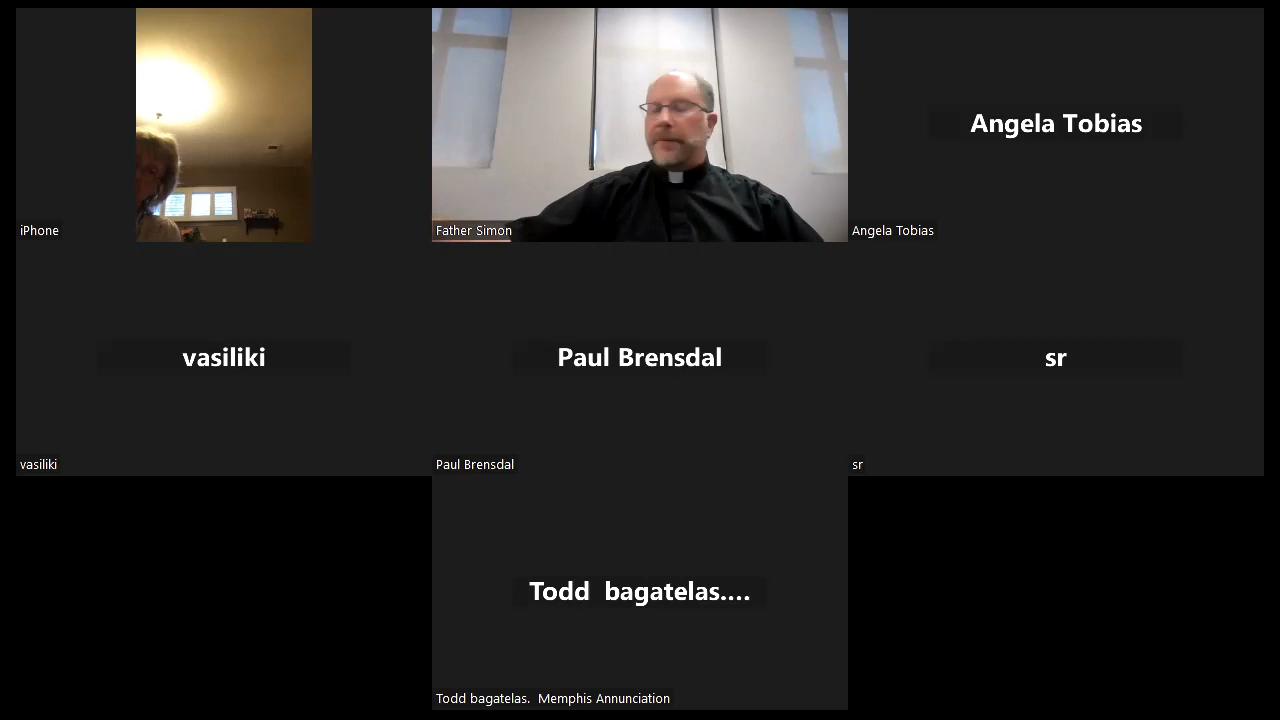 iPhone
Father Simon
Angela Tobias
Angela Tobias
vasiliki
vasiliki
Paul Brensdal
Paul Brensdal
sr
sr
Todd bagatelas....
Todd bagatelas. Memphis Annunciation